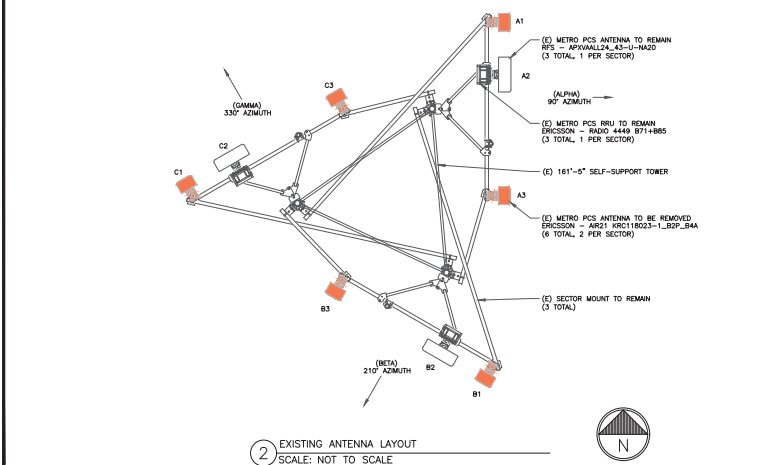 A1
(E) METRO PCS ANTENNA TO REMAIN
RFS - APXVAALL24_43-U-NA20
(3 TOTAL, 1 PER SECTOR)
A2
C3
(GAMMA)
330° AZIMUTH
(ALPHA)
90° AZIMUTH
(E) METRO PCS RRU TO REMAIN
ERICSSON - RADIO 4449 B71+B85
(3 TOTAL, 1 PER SECTOR)
C2
(E) 161'-5" SELF-SUPPORT TOWER
C1
A3
(E) METRO PCS ANTENNA TO BE REMOVED
ERICSSON - AIR21 KRC118023-1_B2P_B4A
(6 TOTAL, 2 PER SECTOR)
B3
(E) SECTOR MOUNT TO REMAIN
(3 TOTAL)
(BETA)
210° AZIMUTH
B2
B1
2
EXISTING ANTENNA LAYOUT
SCALE: NOT TO SCALE
N